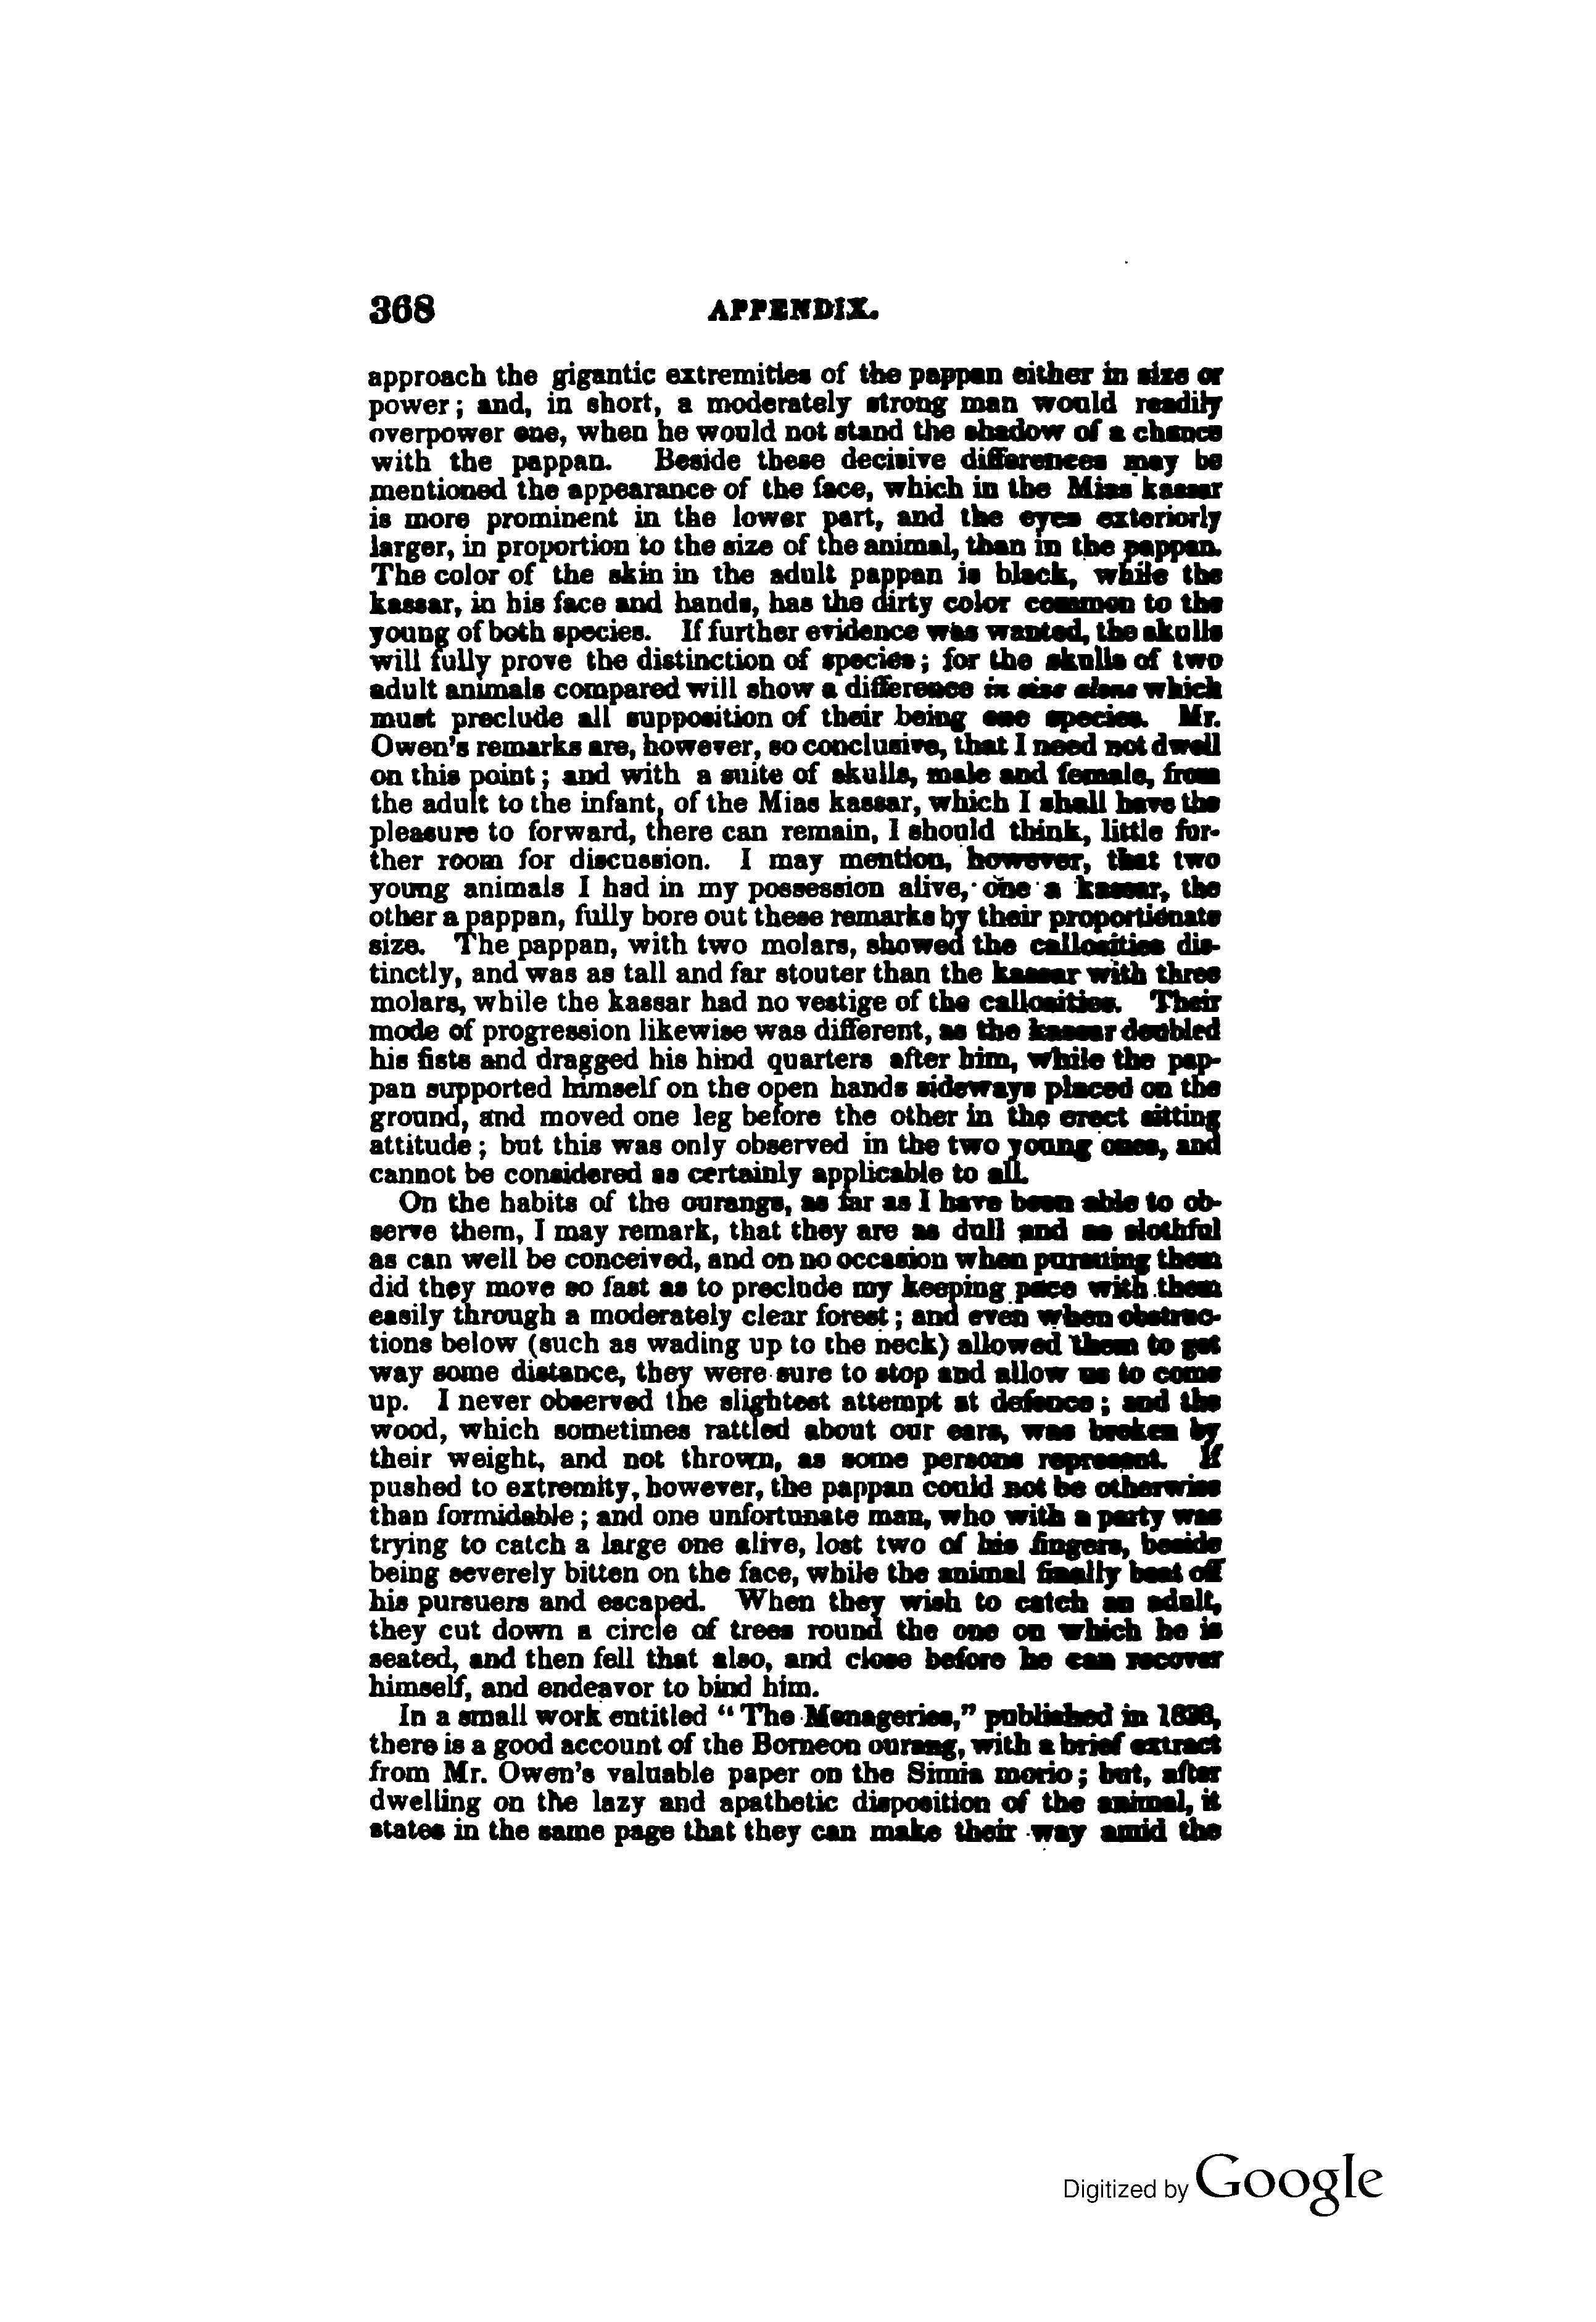 368 APPENDIX.
approach the gigantic extremities of the pappan either in size or
power; and, in short, a moderately strong man would readily
overpower one, when he would not stand the shadow of a chance
with the pappan. Beside these decisive differences may be
mentioned the appearance of the face, which in the Mias kassar
is more prominent in the lower part, and the eyes exteriorly
larger, in proportion to the size of the animal, than in the pappan.
The color of the skin in the adult pappan is black, while the
kassar, in his face and hands, has the dirty color common to the
young of both species. If further evidence was wanted, the skulls
will fully prove the distinction of species; for the skulls of two
adult animals compared will show a difference in size alone which
must preclude all supposition of their being one species. Mr.
Owen's remarks are, however, so conclusive, that I need not dwell
on this point; and with a suite of skulls, male and female, from
the adult to the infant, of the Mias kassar, which I shall have the
pleasure to forward, there can remain, I should think, little fur-
ther room for discussion. I may mention, however, that two
young animals I had in my possession alive, one a kassar, the
other a pappan, fully bore out these remarks by their proportionate
size. The pappan, with two molars, showed the callosities dis-
tinctly, and was as tall and far stouter than the kassar with three
molars, while the kassar had no vestige of the callosities. Their
mode of progression likewise was different, as the kassar doubled
his fists and dragged his hind quarters after him, while the pap-
pan supported himself on the open hands sideways placed on the
ground, and moved one leg before the other in the erect sitting
attitude; but this was only observed in the two young ones, and
cannot be considered as certainly applicable to all.
On the habits of the ourangs, as far as I have been able to ob-
serve them, I may remark, that they are as dull and as slothful
as can well be conceived, and on no occasion when pursuing them
did they move so fast as to preclude my keeping pace with them
easily through a moderately clear forest; and even when obstruc-
tions below (such as wading up to the neck) allowed them to get
way some distance, they were sure to stop and allow us to come
up. I never observed the slightest attempt at defence; and the
wood, which sometimes rattled about our ears, was broken by
their weight, and not thrown, as some persons represent. If
pushed to extremity, however, the pappan could not be otherwise
than formidable; and one unfortunate man, who with a party was
trying to catch a large one alive, lost two of his fingers, beside
being severely bitten on the face, while the animal finally beat off
his pursuers and escaped. When they wish to catch an adult,
they cut down a circle of trees round the one on which he is
seated, and then fell that also, and close before he can recover
himself, and endeavor to bind him.
In a small work entitled "The Menageries," published in
there is a good account of the Borneon ourang, with a brief extract
from Mr. Owen's valuable paper on the Simia morio; but, after
dwelling on the lazy and apathetic disposition of the animal, it
states in the same page that they can make their way amid the
Digitized by Google